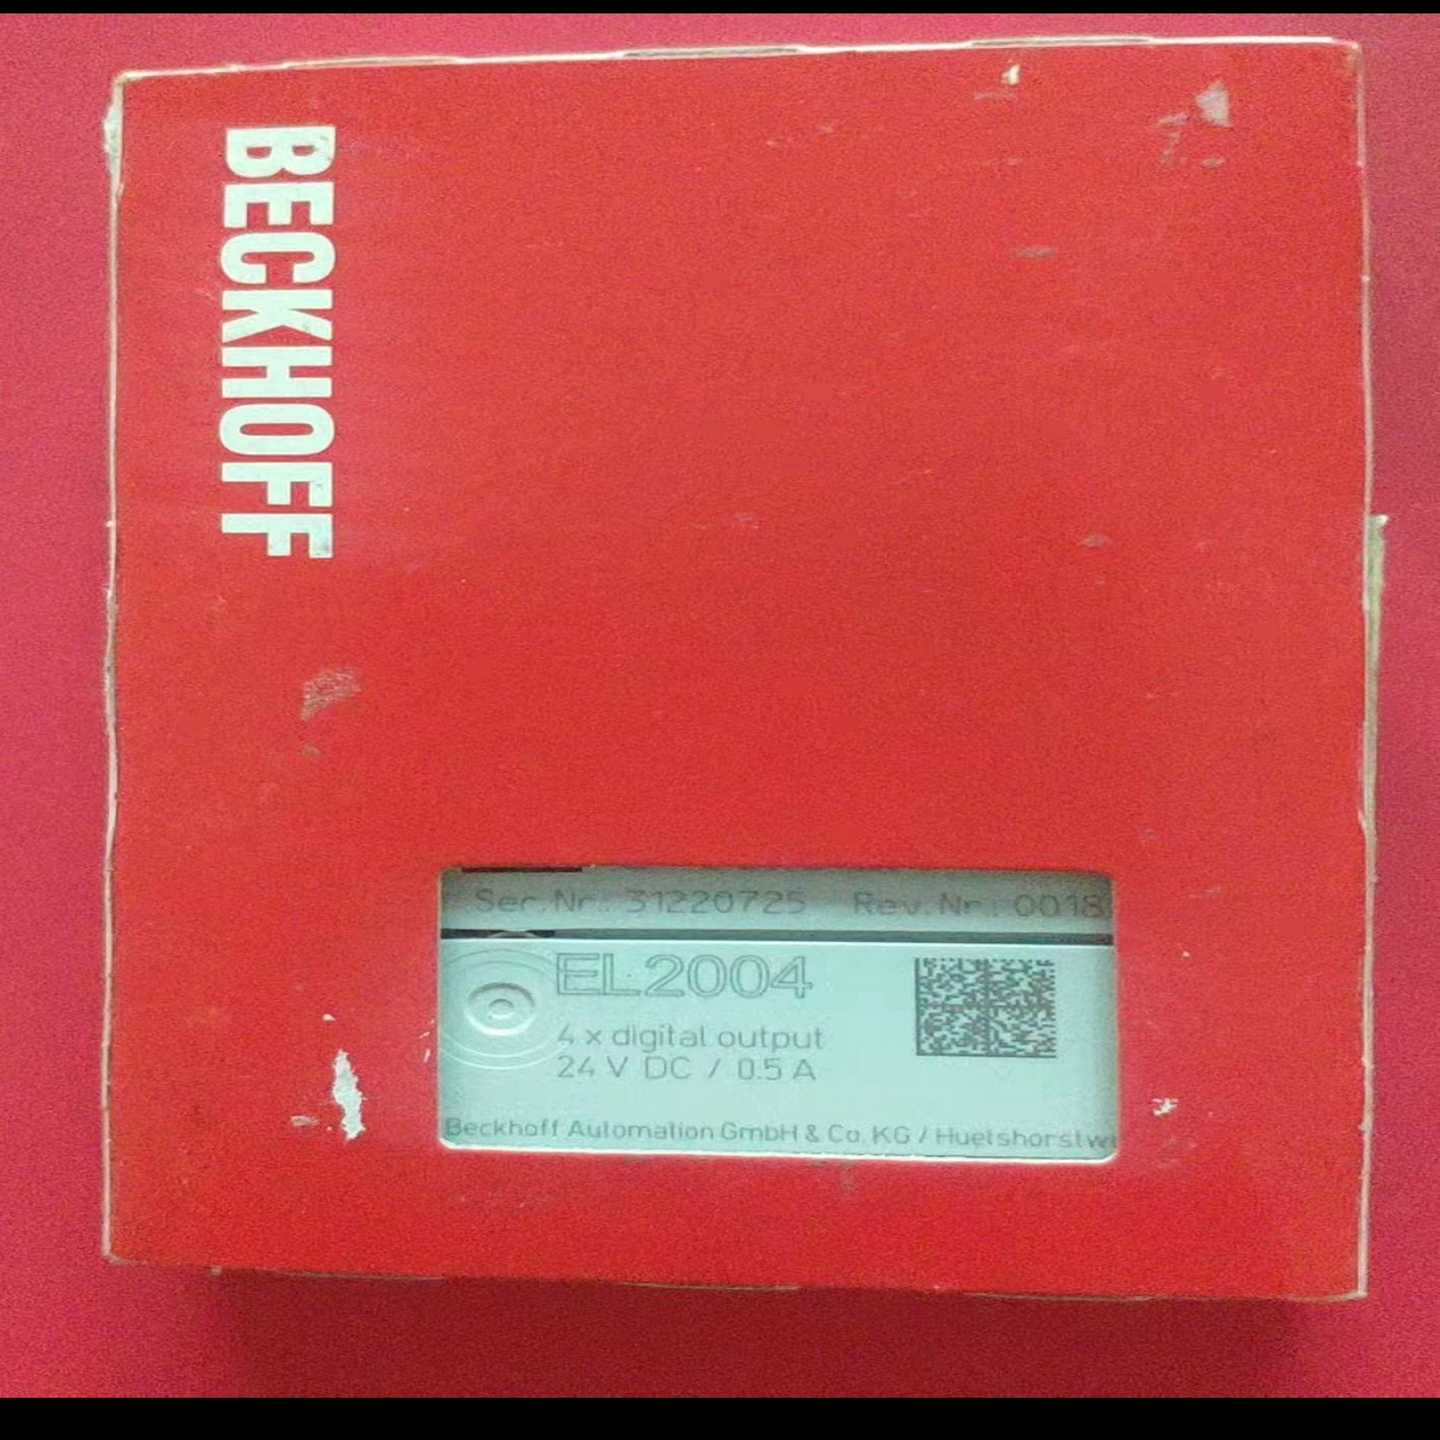 BECKHOFF
Ser.Nr.: 31220725 Rev.Nr.: 0018
EL2004
4 x digital output
24 V DC / 0.5 A
Beckhoff Automation GmbH & Co. KG / Huelshorstw